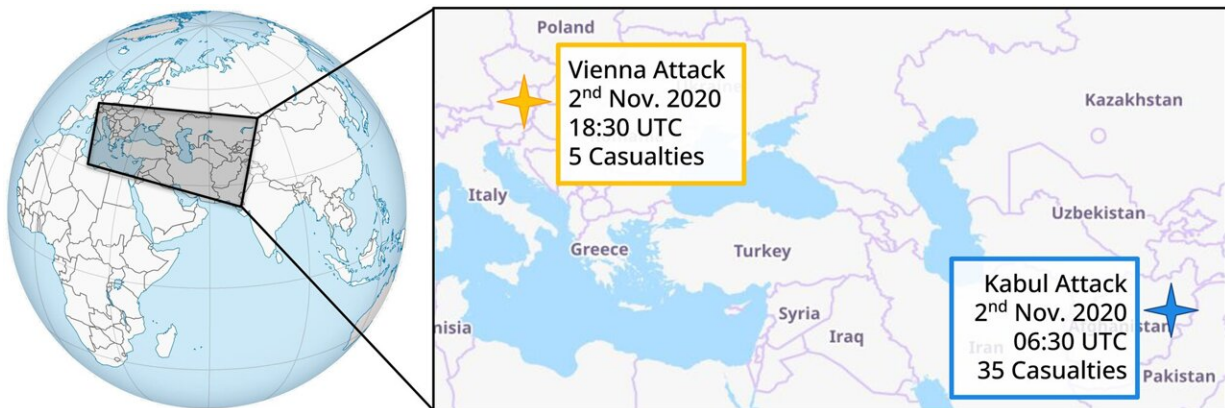 Poland
Vienna Attack
2nd Nov. 2020
18:30 UTC
5 Casualties
Kazakhstan
Italy
Uzbekistan
Greece
Turkey
Kabul Attack
2nd Nov. 2020
06:30 UTC
35 Casualties
Syria
Iraq
Iran
Afghanistan
nisia
Pakistan